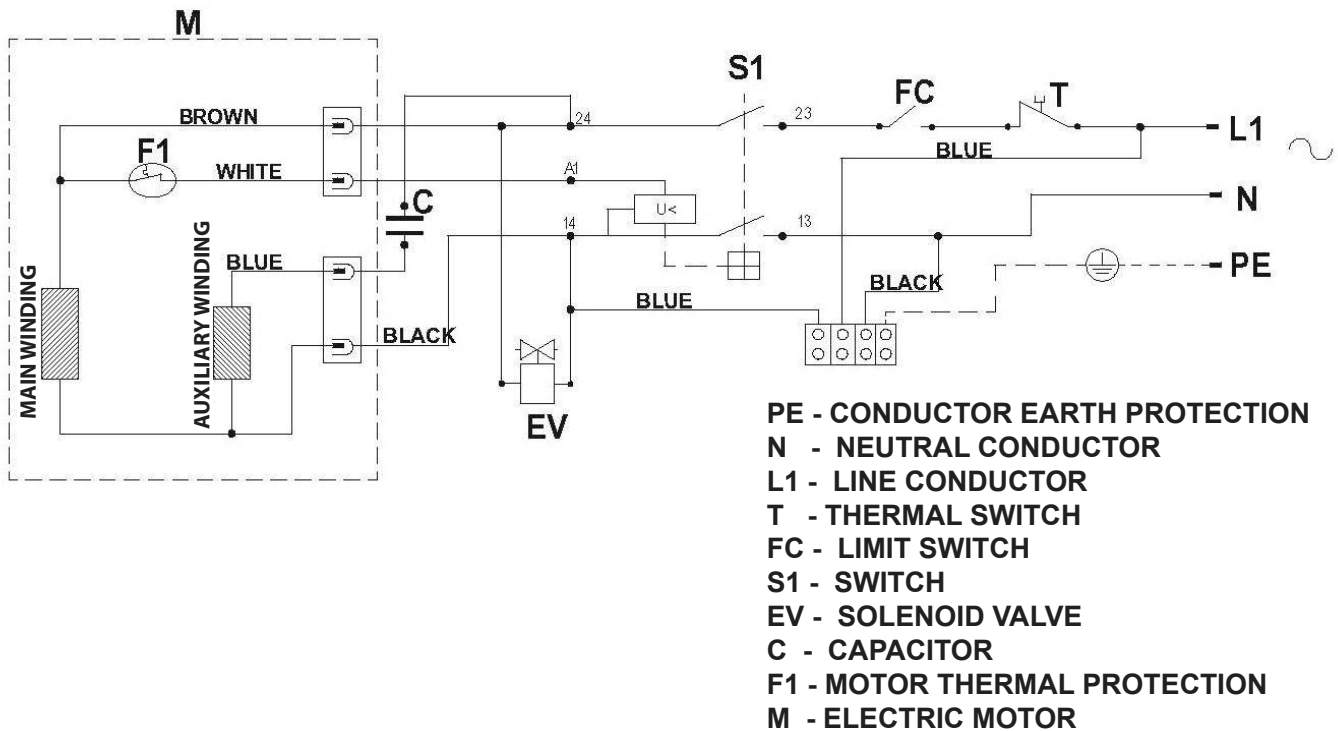 M
S1
FC
T
BROWN
24
23
L1
F1
BLUE
WHITE
A1
C
U<
N
14
13
MAIN WINDING
AUXILIARY WINDING
BLUE
PE
BLACK
BLUE
BLACK
EV
PE - CONDUCTOR EARTH PROTECTION
N - NEUTRAL CONDUCTOR
L1 - LINE CONDUCTOR
T - THERMAL SWITCH
FC - LIMIT SWITCH
S1 - SWITCH
EV - SOLENOID VALVE
C - CAPACITOR
F1 - MOTOR THERMAL PROTECTION
M - ELECTRIC MOTOR